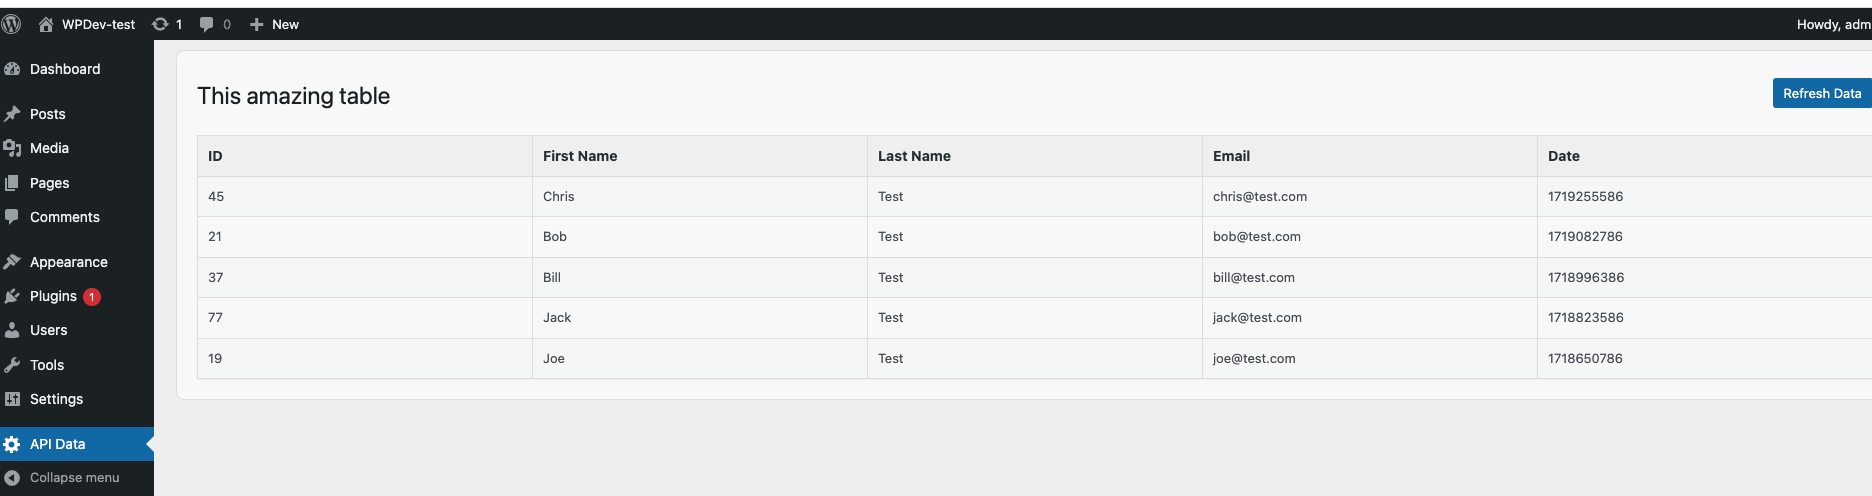 WPDev-test 1 0 New Howdy, adm
Dashboard
Posts
Media
Pages
Comments
Appearance
Plugins 1
Users
Tools
Settings
API Data
Collapse menu
This amazing table
Refresh Data
ID First Name Last Name Email Date
45 Chris Test chris@test.com 1719255586
21 Bob Test bob@test.com 1719082786
37 Bill Test bill@test.com 1718996386
77 Jack Test jack@test.com 1718823586
19 Joe Test joe@test.com 1718650786